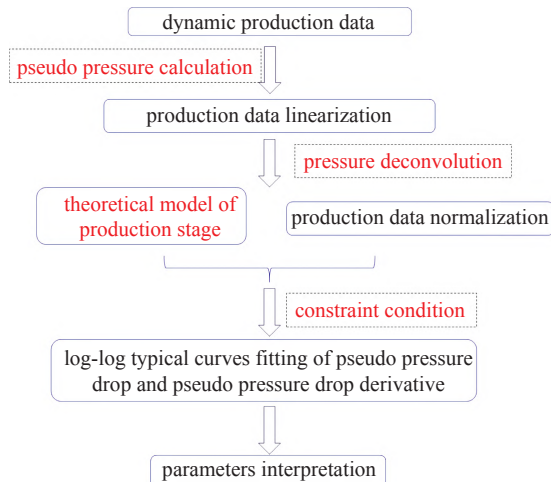 dynamic production data
pseudo pressure calculation
production data linearization
pressure deconvolution
theoretical model of
production stage
production data normalization
constraint condition
log-log typical curves fitting of pseudo pressure
drop and pseudo pressure drop derivative
parameters interpretation